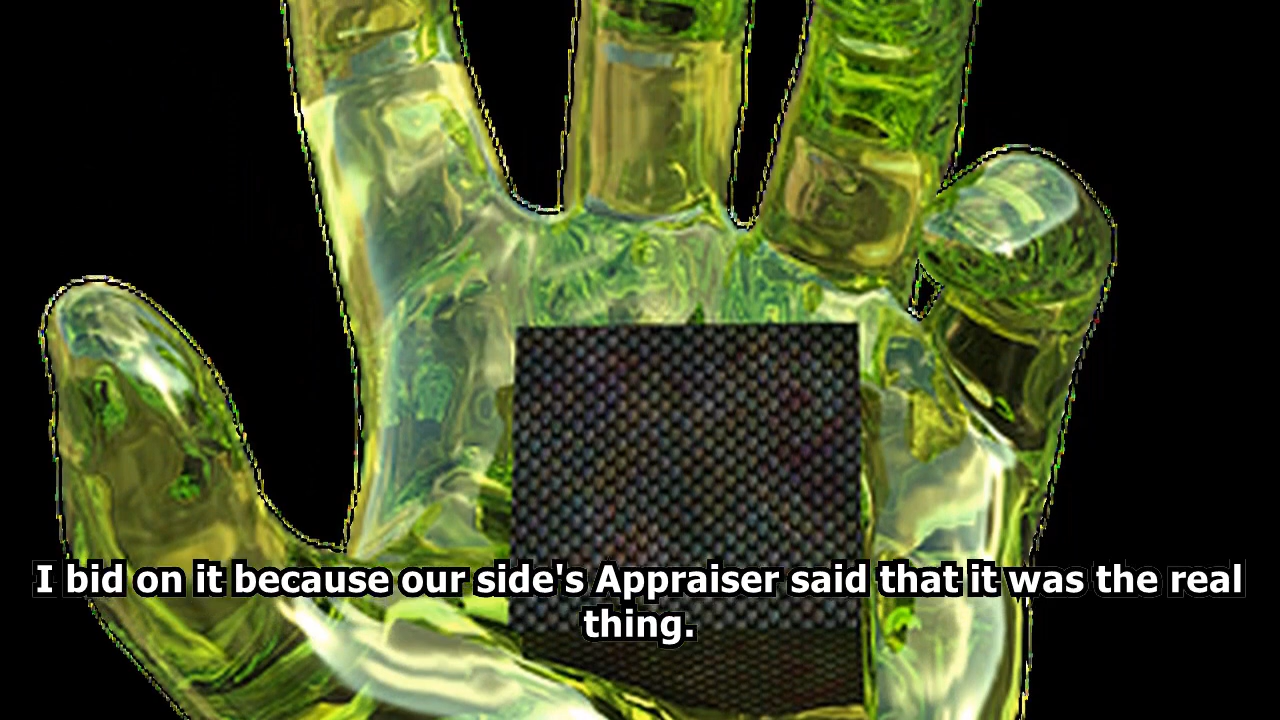 I bid on it because our side's Appraiser said that it was the real
thing.